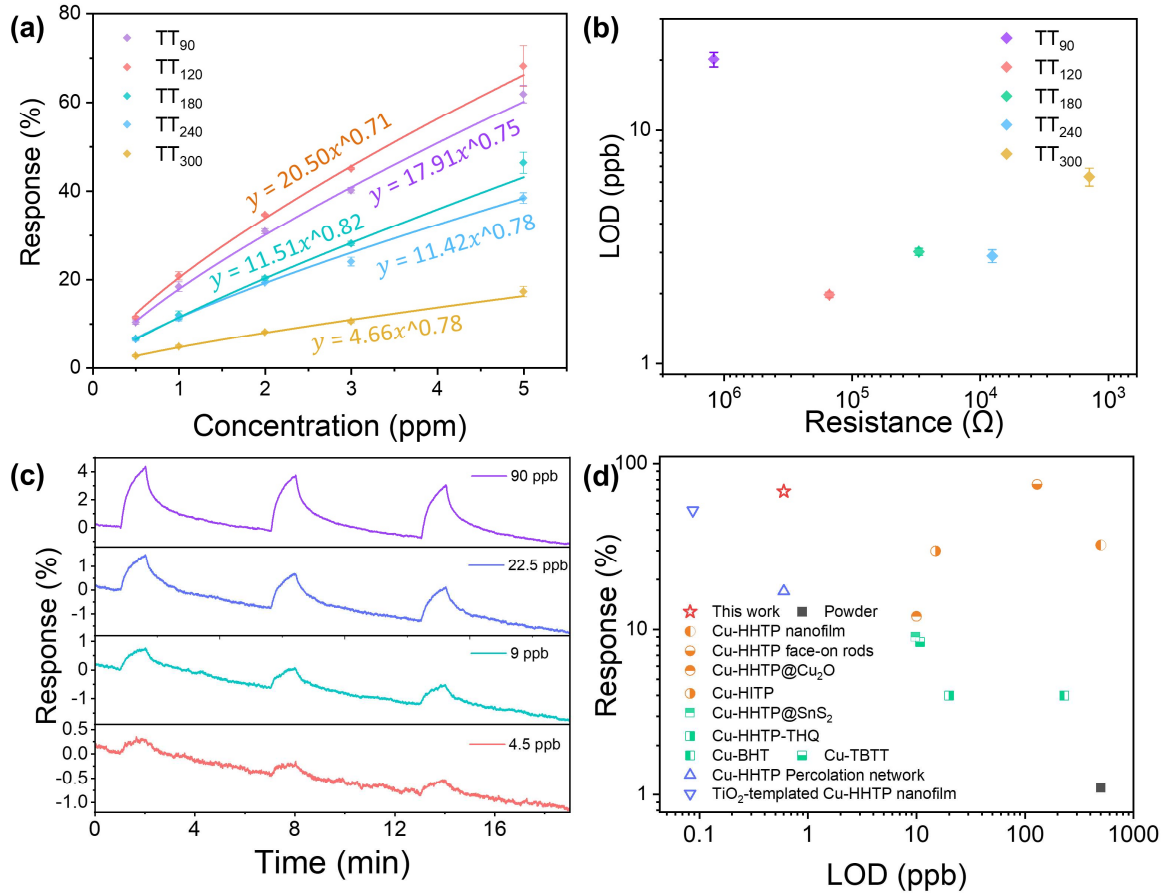 (a)
80
60
40
20
0
Response (%)
TT90
TT120
TT180
TT240
TT300
y = 20.50x^0.71
y = 17.91x^0.75
y = 11.51x^0.82
y = 11.42x^0.78
y = 4.66x^0.78
0 1 2 3 4 5
Concentration (ppm)
(b)
LOD (ppb)
10
1
TT90
TT120
TT180
TT240
TT300
10^6 10^5 10^4 10^3
Resistance (Ω)
(c)
Response (%)
4
2
0
90 ppb
1
0
-1
22.5 ppb
1
0
-1
9 ppb
0.5
0.0
-0.5
-1.0
4.5 ppb
0 4 8 12 16
Time (min)
(d)
Response (%)
100
10
1
This work Powder
Cu-HHTP nanofilm
Cu-HHTP face-on rods
Cu-HHTP@Cu2O
Cu-HITP
Cu-HHTP@SnS2
Cu-HHTP-THQ
Cu-BHT Cu-TBTT
Cu-HHTP Percolation network
TiO2-templated Cu-HHTP nanofilm
0.1 1 10 100 1000
LOD (ppb)